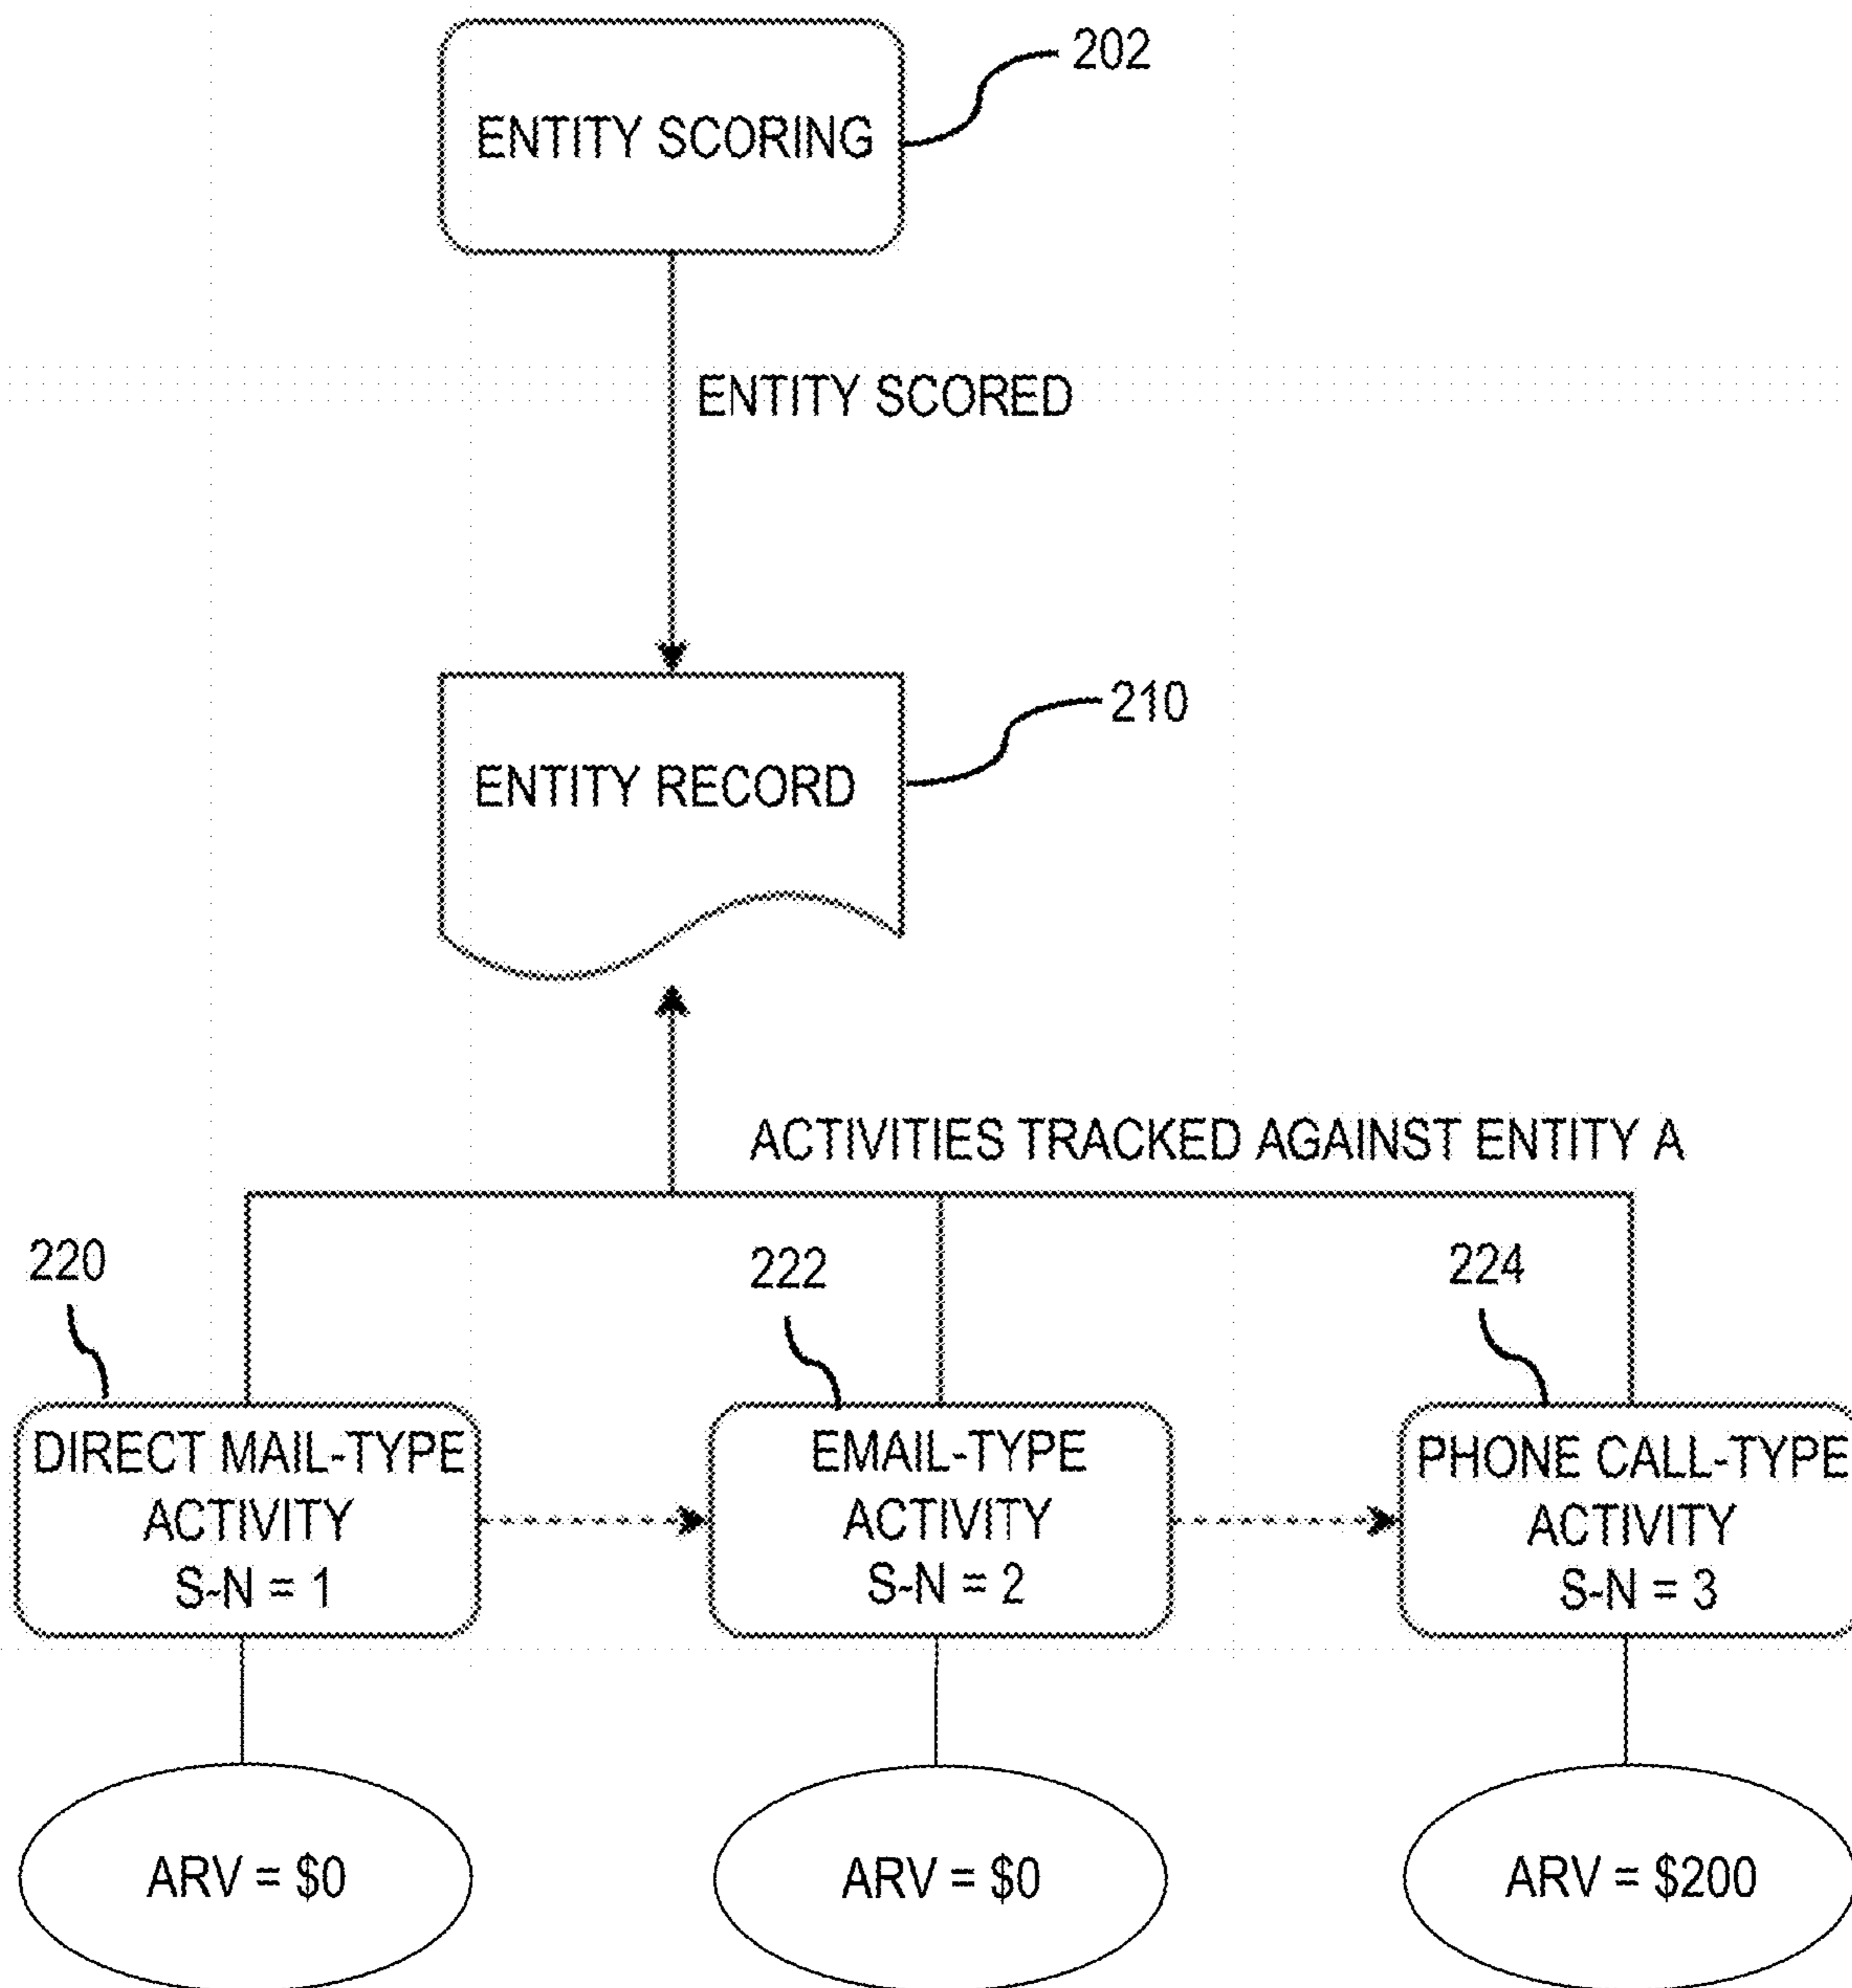 202
ENTITY SCORING
ENTITY SCORED
210
ENTITY RECORD
ACTIVITIES TRACKED AGAINST ENTITY A
220
222
224
DIRECT MAIL-TYPE
ACTIVITY
S-N = 1
EMAIL-TYPE
ACTIVITY
S-N = 2
PHONE CALL-TYPE
ACTIVITY
S-N = 3
ARV = $0
ARV = $0
ARV = $200